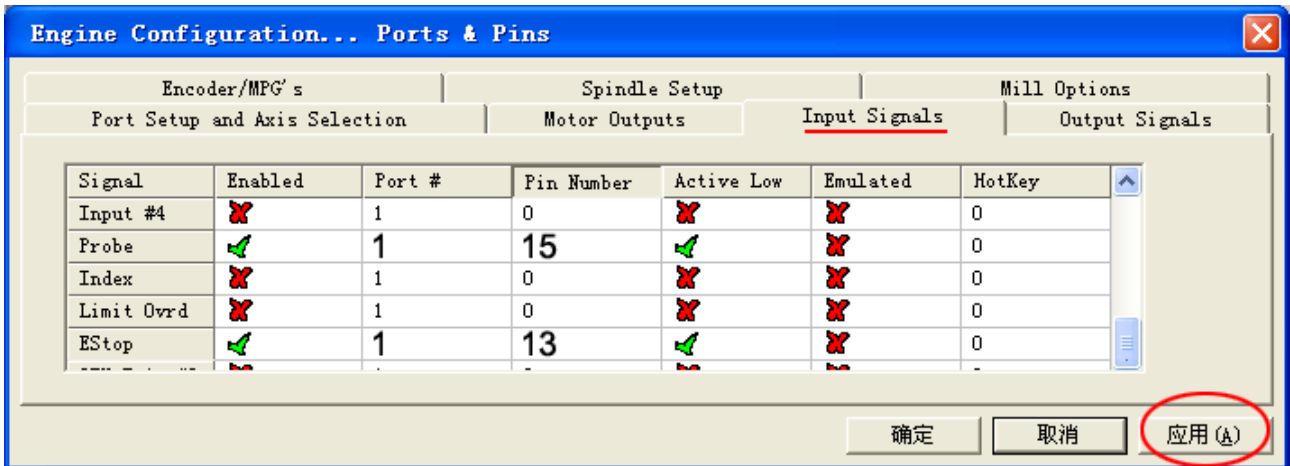 Engine Configuration... Ports & Pins
Encoder/MPG's Spindle Setup Mill Options
Port Setup and Axis Selection Motor Outputs Input Signals Output Signals
Signal Enabled Port # Pin Number Active Low Emulated HotKey
Input #4 1 0 0
Probe 1 15 0
Index 1 0 0
Limit Ovrd 1 0 0
EStop 1 13 0
确定 取消 应用(A)